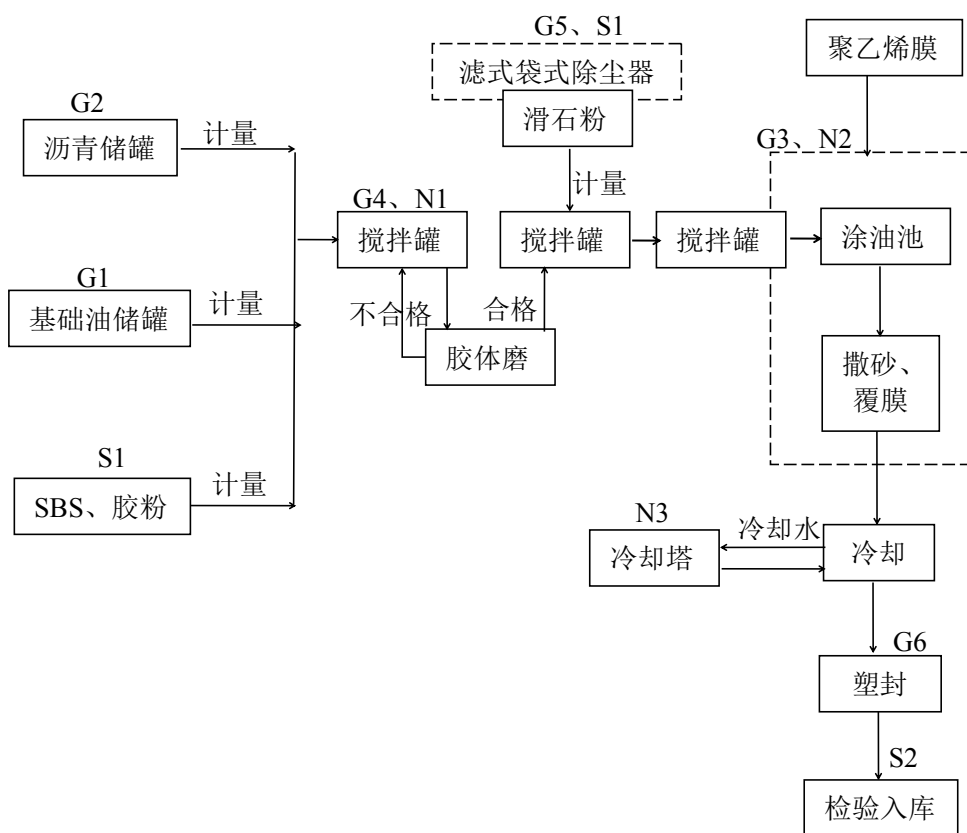 G5、S1
滤式袋式除尘器
滑石粉
聚乙烯膜
G2
沥青储罐
计量
G3、N2
计量
G4、N1
搅拌罐
搅拌罐
搅拌罐
涂油池
G1
基础油储罐
计量
不合格
合格
胶体磨
撒砂、
覆膜
S1
SBS、胶粉
计量
N3
冷却水
冷却塔
冷却
G6
塑封
S2
检验入库